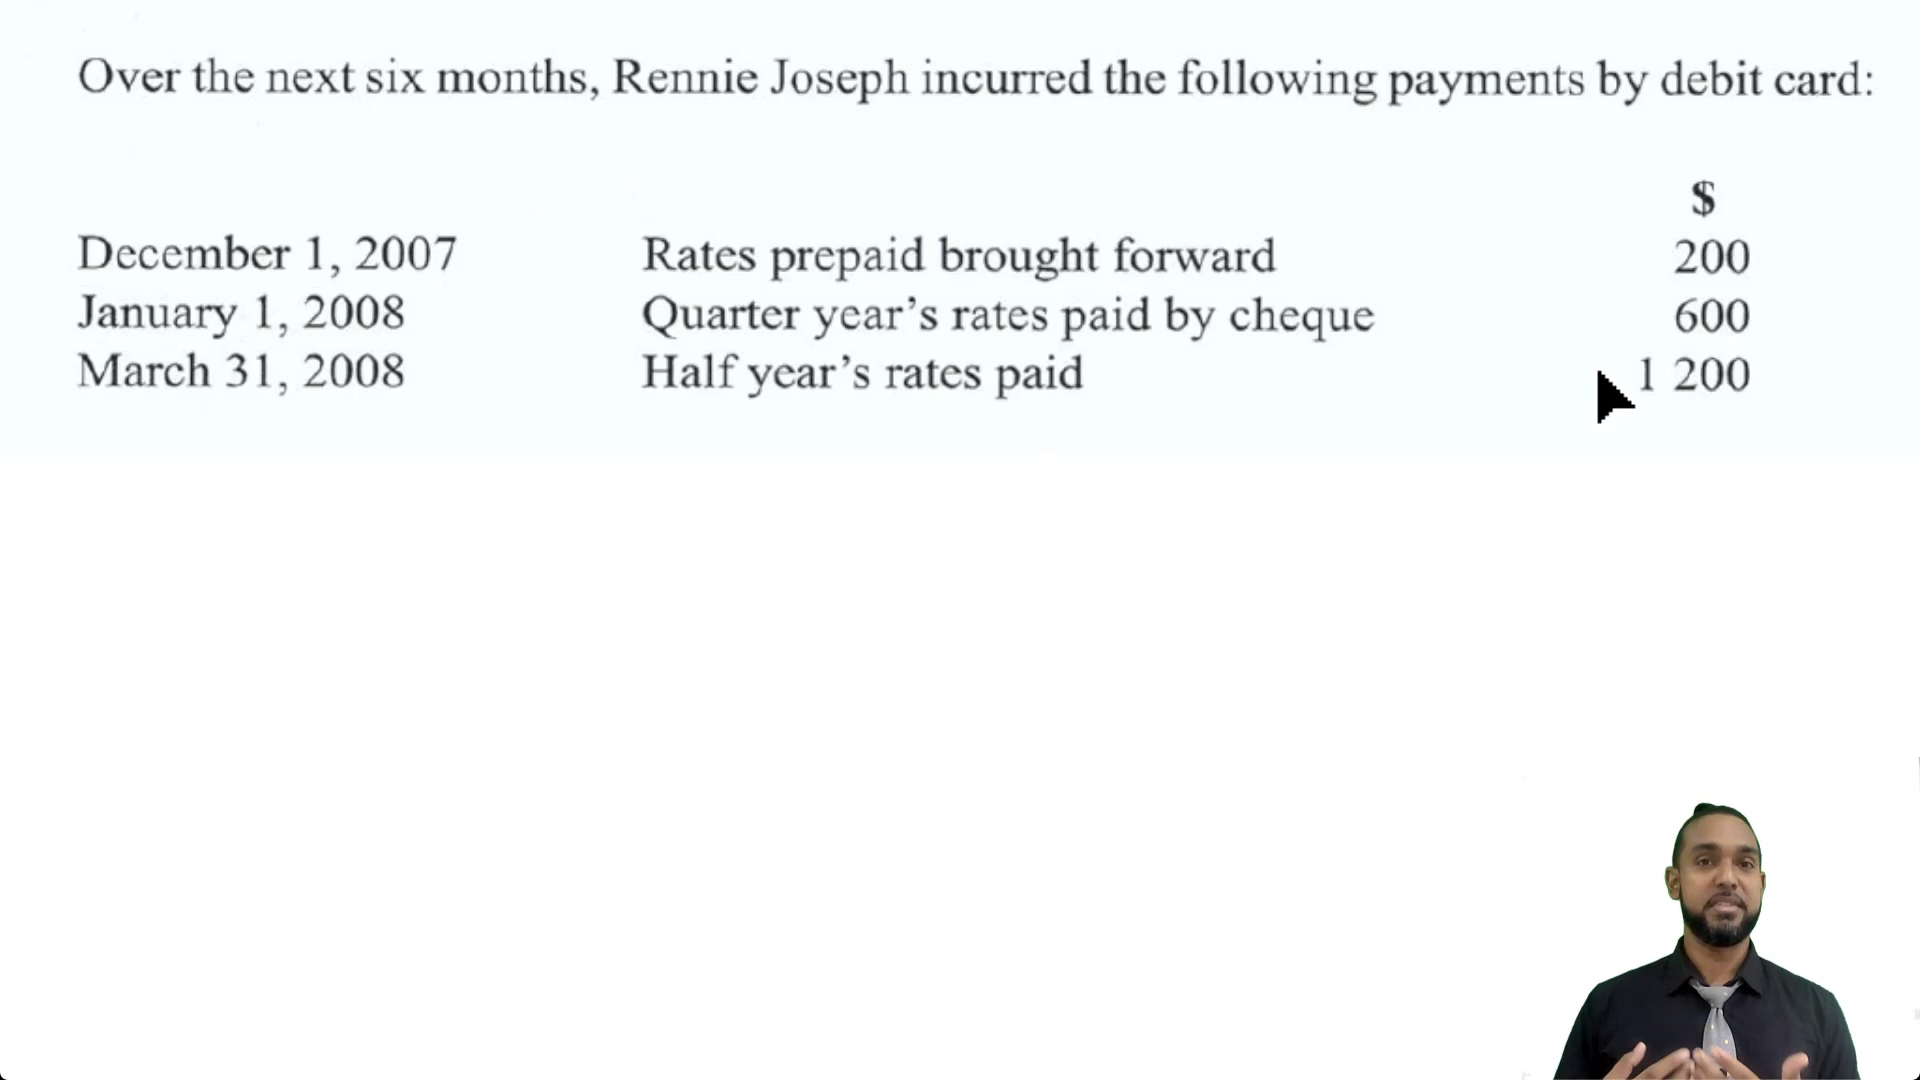 Over the next six months, Rennie Joseph incurred the following payments by debit card:
$
December 1, 2007 Rates prepaid brought forward 200
January 1, 2008 Quarter year's rates paid by cheque 600
March 31, 2008 Half year's rates paid 1 200